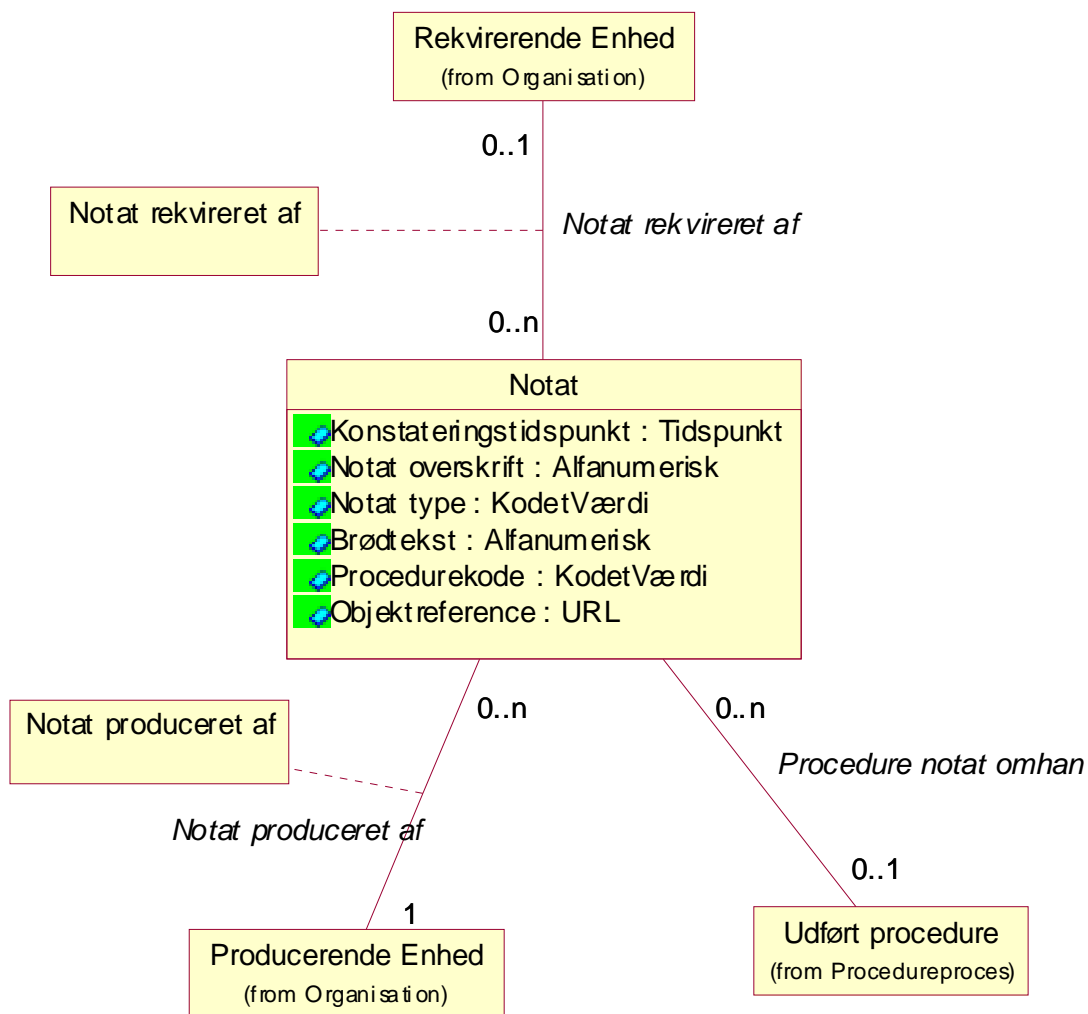 Rekvirerende Enhed
(from Organisation)
0..1
Notat rekvireret af
Notat rekvireret af
0..n
Notat
Konstateringstidspunkt : Tidspunkt
Notat overskrift : Alfanumerisk
Notat type : KodetVærdi
Brødtekst : Alfanumerisk
Procedurekode : KodetVærdi
Objektreference : URL
0..n
0..n
Notat produceret af
Procedure notat omhan
Notat produceret af
0..1
1
Udført procedure
(from Procedureproces)
Producerende Enhed
(from Organisation)